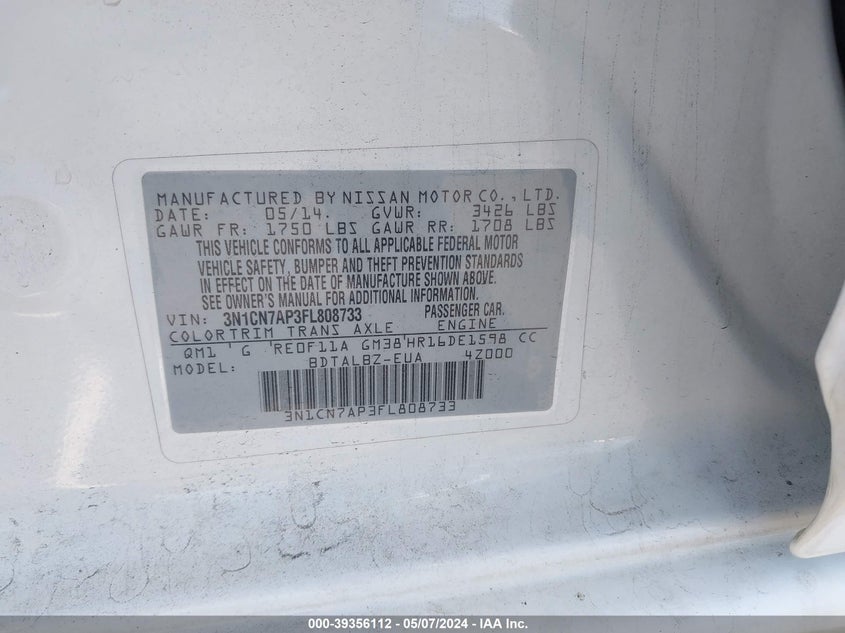 MANUFACTURED BY NISSAN MOTOR CO., LTD.
DATE: 05/14. GVWR: 3426 LBS
GAWR FR: 1750 LBS GAWR RR: 1708 LBS
THIS VEHICLE CONFORMS TO ALL APPLICABLE FEDERAL MOTOR
VEHICLE SAFETY, BUMPER AND THEFT PREVENTION STANDARDS
IN EFFECT ON THE DATE OF MANUFACTURE SHOWN ABOVE.
SEE OWNER'S MANUAL FOR ADDITIONAL INFORMATION.
VIN: 3N1CN7AP3FL808733 PASSENGER CAR.
COLOR TRIM TRANS AXLE ENGINE
QM1 G RE0F11A GM38 HR16DE1598 CC
MODEL: BDTALBZ-EUA 4Z000
3N1CN7AP3FL808733
000-39356112 - 05/07/2024 - IAA Inc.